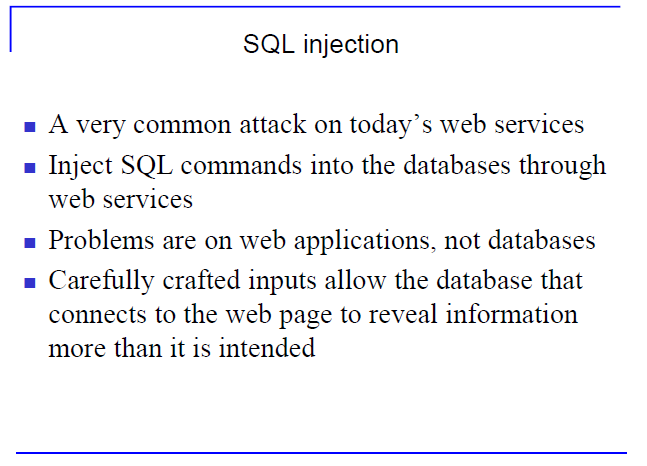 SQL injection
■ A very common attack on today's web services
■ Inject SQL commands into the databases through
web services
■ Problems are on web applications, not databases
■ Carefully crafted inputs allow the database that
connects to the web page to reveal information
more than it is intended